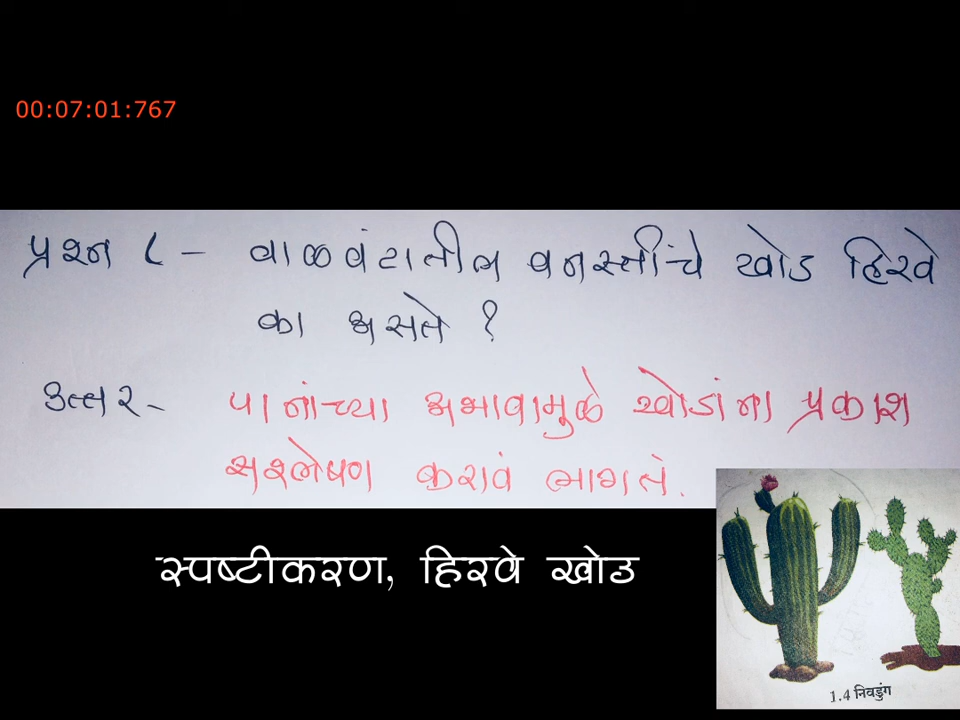 00:07:01:767
प्रश्न ८ - वाळवंटातील वनस्तींचे खोड हिरवे
का असते ?
उत्तर - पानांच्या अभावामुळे खोडांना प्रकाश
सश्लेषण करावं लागतं.
स्पष्टीकरण, हिरवे खोउ
1.4 निवडुंग